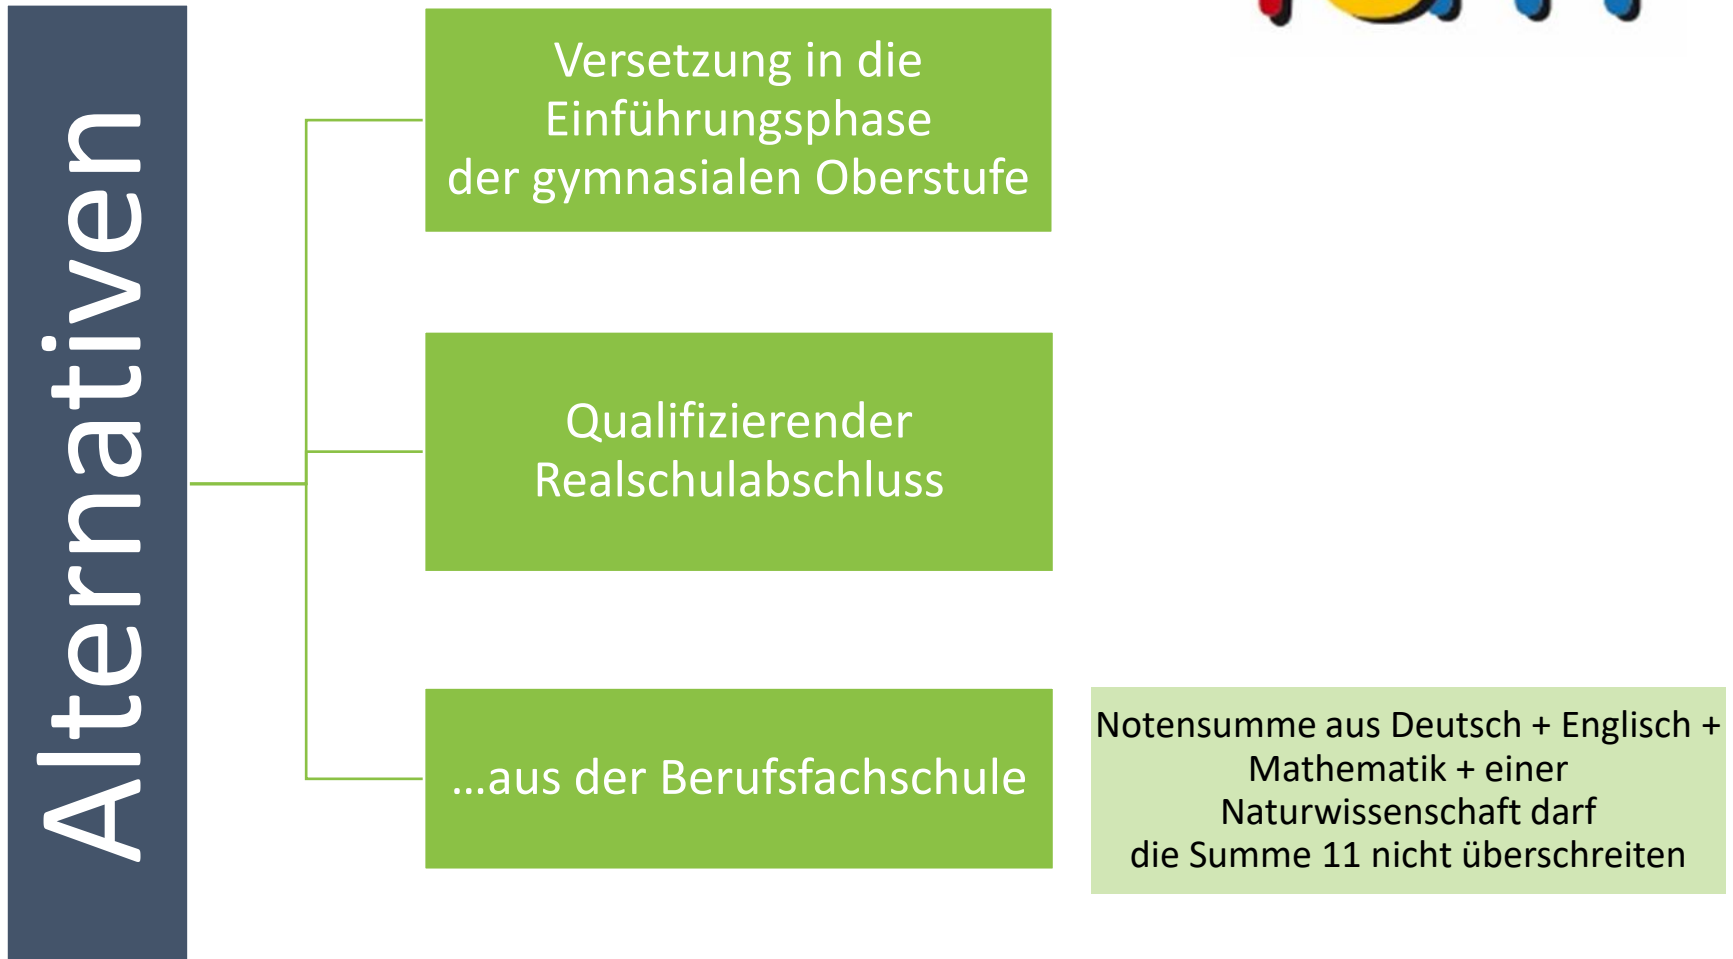 Alternativen
Versetzung in die
Einführungsphase
der gymnasialen Oberstufe
Qualifizierender
Realschulabschluss
...aus der Berufsfachschule
Notensumme aus Deutsch + Englisch +
Mathematik + einer
Naturwissenschaft darf
die Summe 11 nicht überschreiten